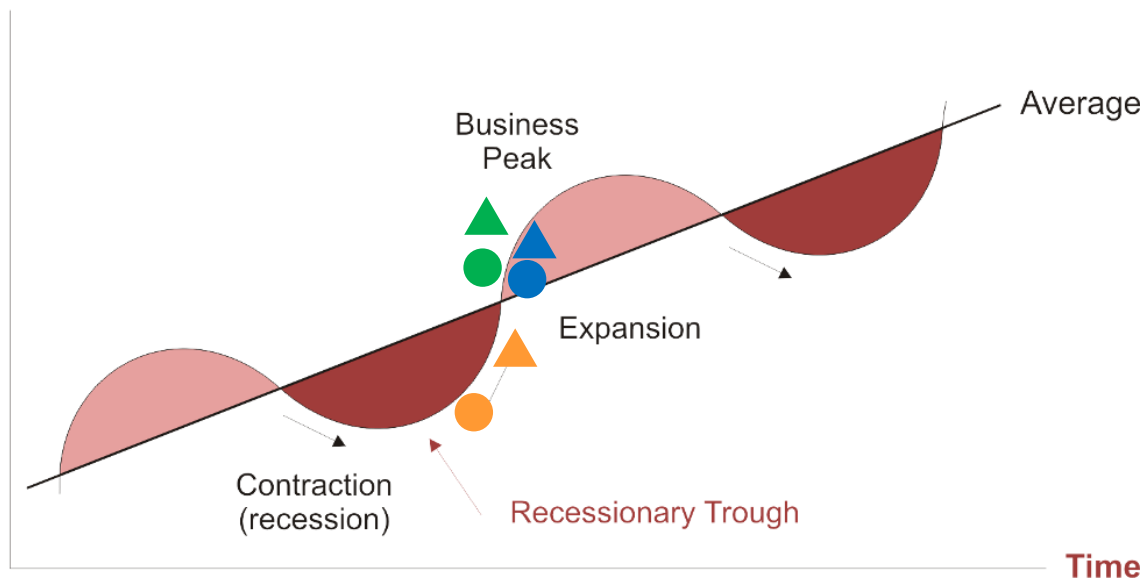 Business
Peak
Average
Expansion
Contraction
(recession)
Recessionary Trough
Time